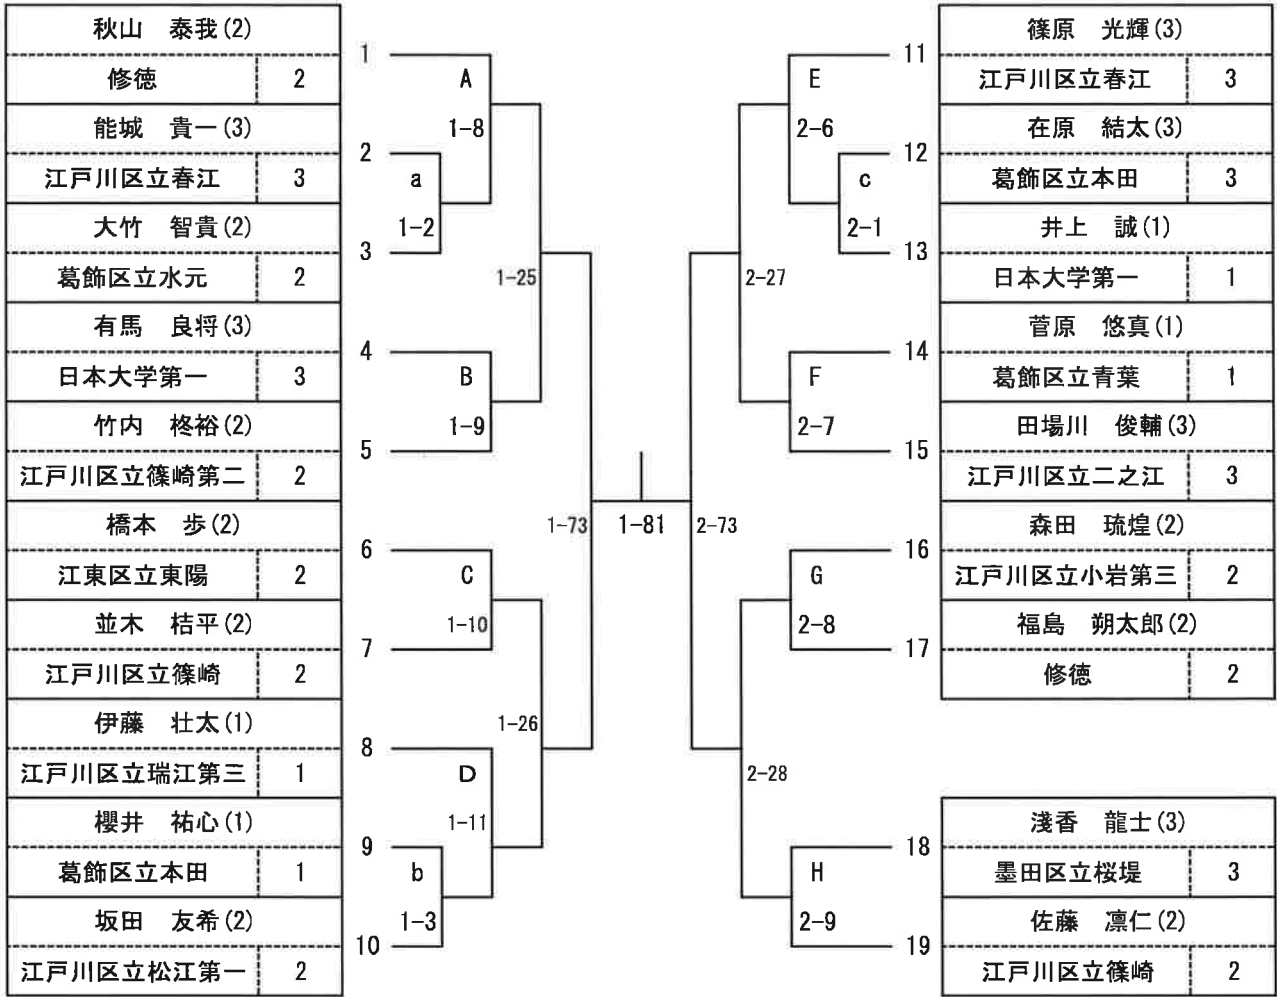 秋山　泰我(2)
修徳 2
能城　貴一(3)
江戸川区立春江 3
大竹　智貴(2)
葛飾区立水元 2
有馬　良将(3)
日本大学第一 3
竹内　柊裕(2)
江戸川区立篠崎第二 2
橋本　歩(2)
江東区立東陽 2
並木　桔平(2)
江戸川区立篠崎 2
伊藤　壮太(1)
江戸川区立瑞江第三 1
櫻井　祐心(1)
葛飾区立本田 1
坂田　友希(2)
江戸川区立松江第一 2
1
2
3
4
5
6
7
8
9
10
A
1-8
a
1-2
1-25
B
1-9
1-73
C
1-10
1-26
D
1-11
b
1-3
1-81
2-73
E
2-6
c
2-1
2-27
F
2-7
G
2-8
2-28
H
2-9
11
12
13
14
15
16
17
18
19
篠原　光輝(3)
江戸川区立春江 3
在原　結太(3)
葛飾区立本田 3
井上　誠(1)
日本大学第一 1
菅原　悠真(1)
葛飾区立青葉 1
田場川　俊輔(3)
江戸川区立二之江 3
森田　琉煌(2)
江戸川区立小岩第三 2
福島　朔太郎(2)
修徳 2
淺香　龍士(3)
墨田区立桜堤 3
佐藤　凛仁(2)
江戸川区立篠崎 2